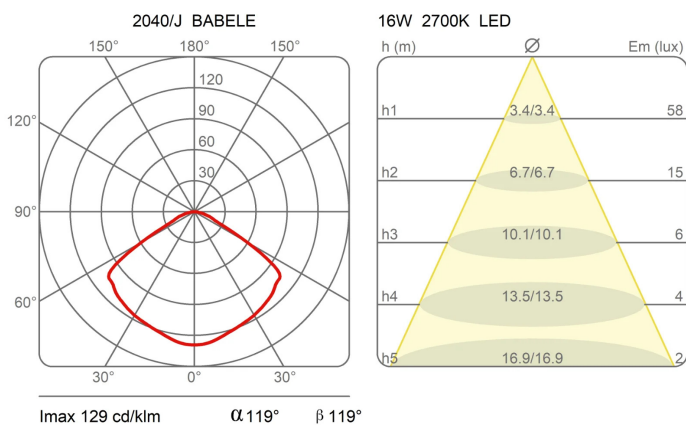 2040/J BABELE
16W 2700K LED
150° 180° 150°
h (m) Ø Em (lux)
120
120°
90
60
30
90°
60°
30° 0° 30°
h1 3.4/3.4 58
h2 6.7/6.7 15
h3 10.1/10.1 6
h4 13.5/13.5 4
h5 16.9/16.9 2
Imax 129 cd/klm α 119° β 119°